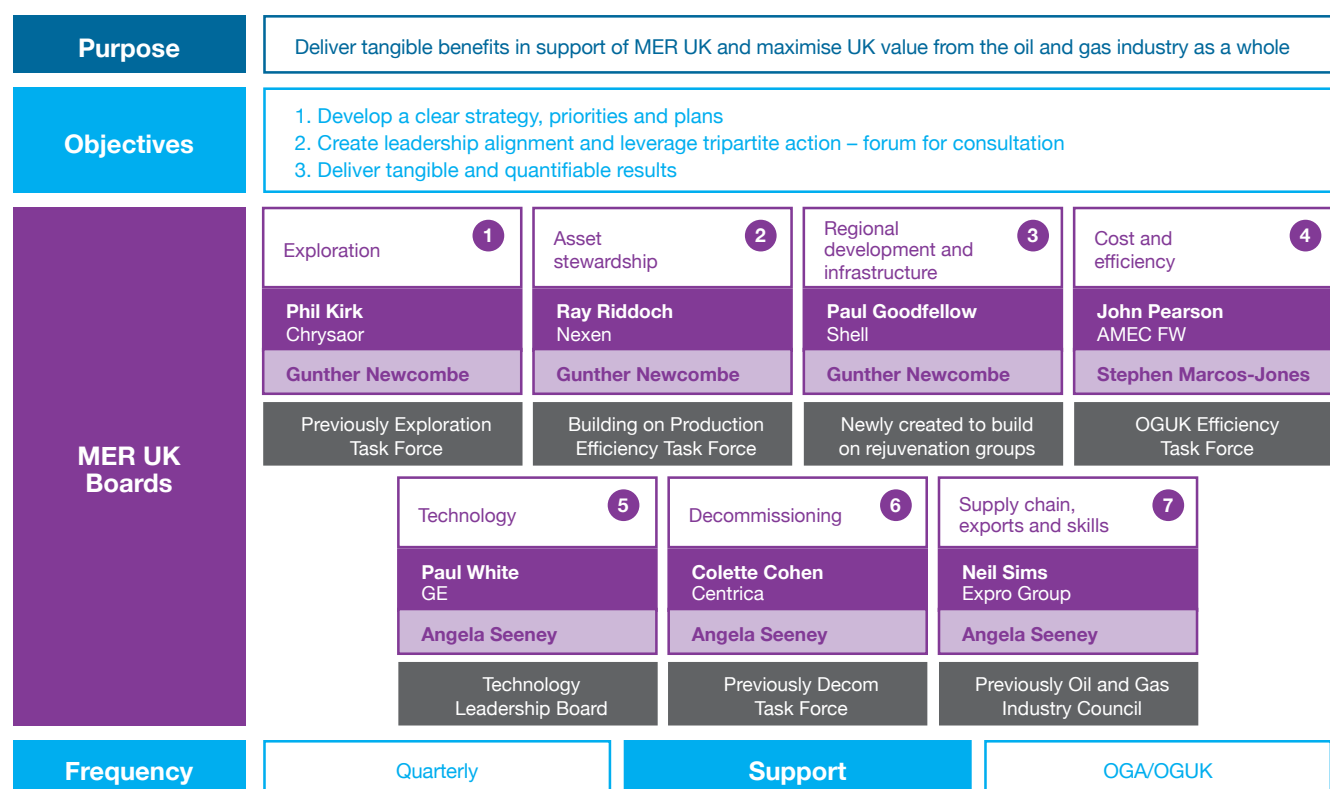 Purpose
Deliver tangible benefits in support of MER UK and maximise UK value from the oil and gas industry as a whole
Objectives
1. Develop a clear strategy, priorities and plans
2. Create leadership alignment and leverage tripartite action – forum for consultation
3. Deliver tangible and quantifiable results
MER UK
Boards
Exploration
1
Phil Kirk
Chrysaor
Gunther Newcombe
Previously Exploration
Task Force
Asset
stewardship
2
Ray Riddoch
Nexen
Gunther Newcombe
Building on Production
Efficiency Task Force
Regional
development and
infrastructure
3
Paul Goodfellow
Shell
Gunther Newcombe
Newly created to build
on rejuvenation groups
Cost and
efficiency
4
John Pearson
AMEC FW
Stephen Marcos-Jones
OGUK Efficiency
Task Force
Technology
5
Paul White
GE
Angela Seeney
Technology
Leadership Board
Decommissioning
6
Colette Cohen
Centrica
Angela Seeney
Previously Decom
Task Force
Supply chain,
exports and skills
7
Neil Sims
Expro Group
Angela Seeney
Previously Oil and Gas
Industry Council
Frequency
Quarterly
Support
OGA/OGUK